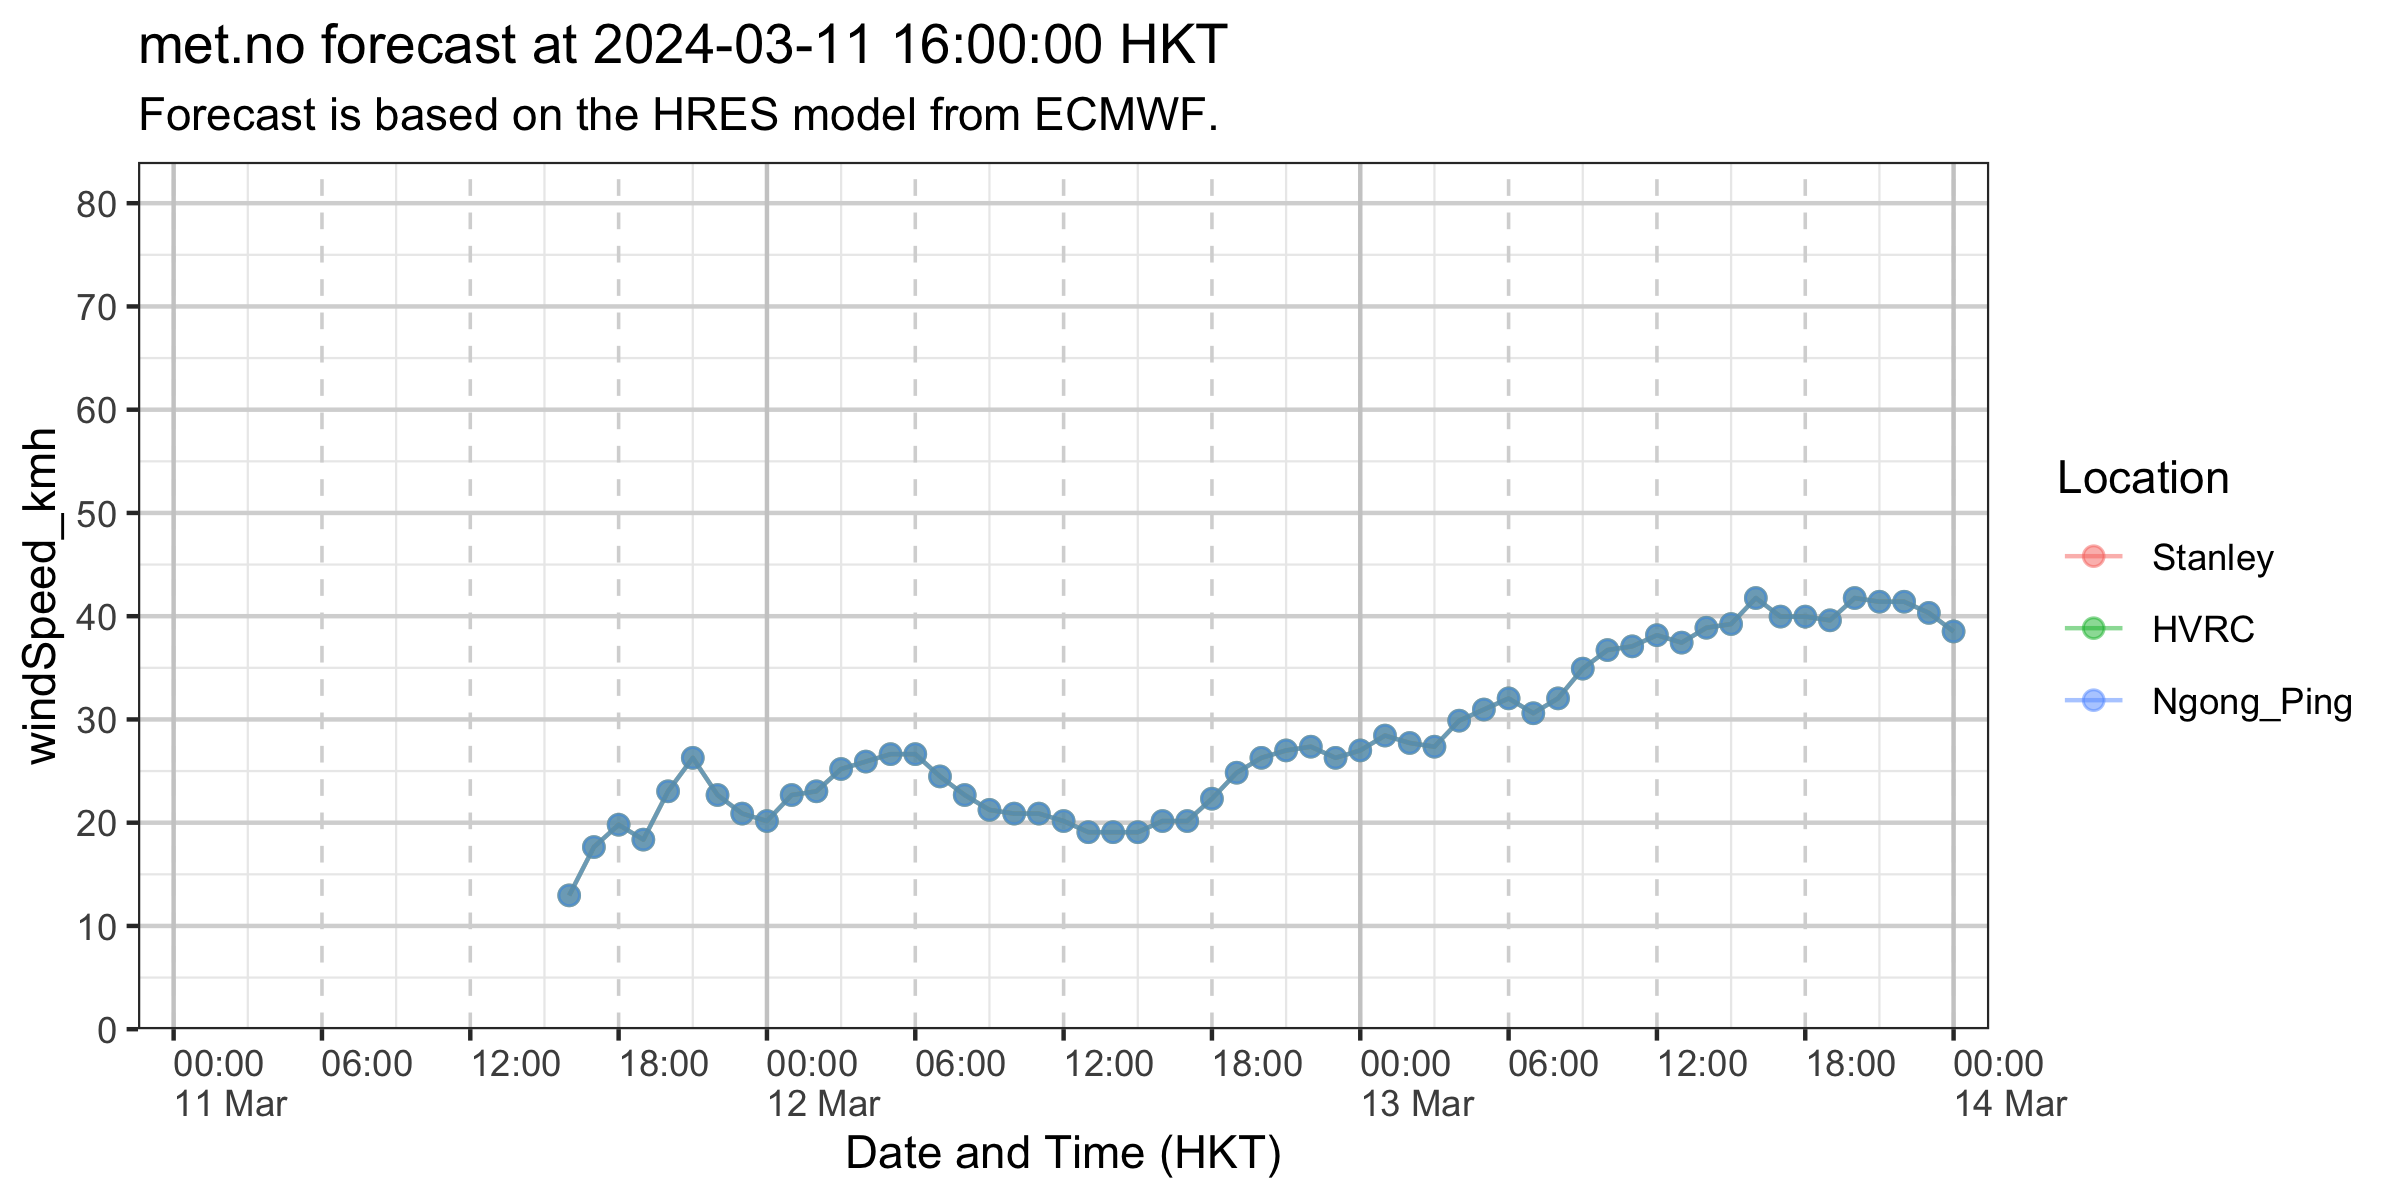 met.no forecast at 2024-03-11 16:00:00 HKT
Forecast is based on the HRES model from ECMWF.
windSpeed_kmh
80
70
60
50
40
30
20
10
0
00:00 06:00 12:00 18:00 00:00 06:00 12:00 18:00 00:00 06:00 12:00 18:00 00:00
11 Mar 12 Mar 13 Mar 14 Mar
Date and Time (HKT)
Location
Stanley
HVRC
Ngong_Ping